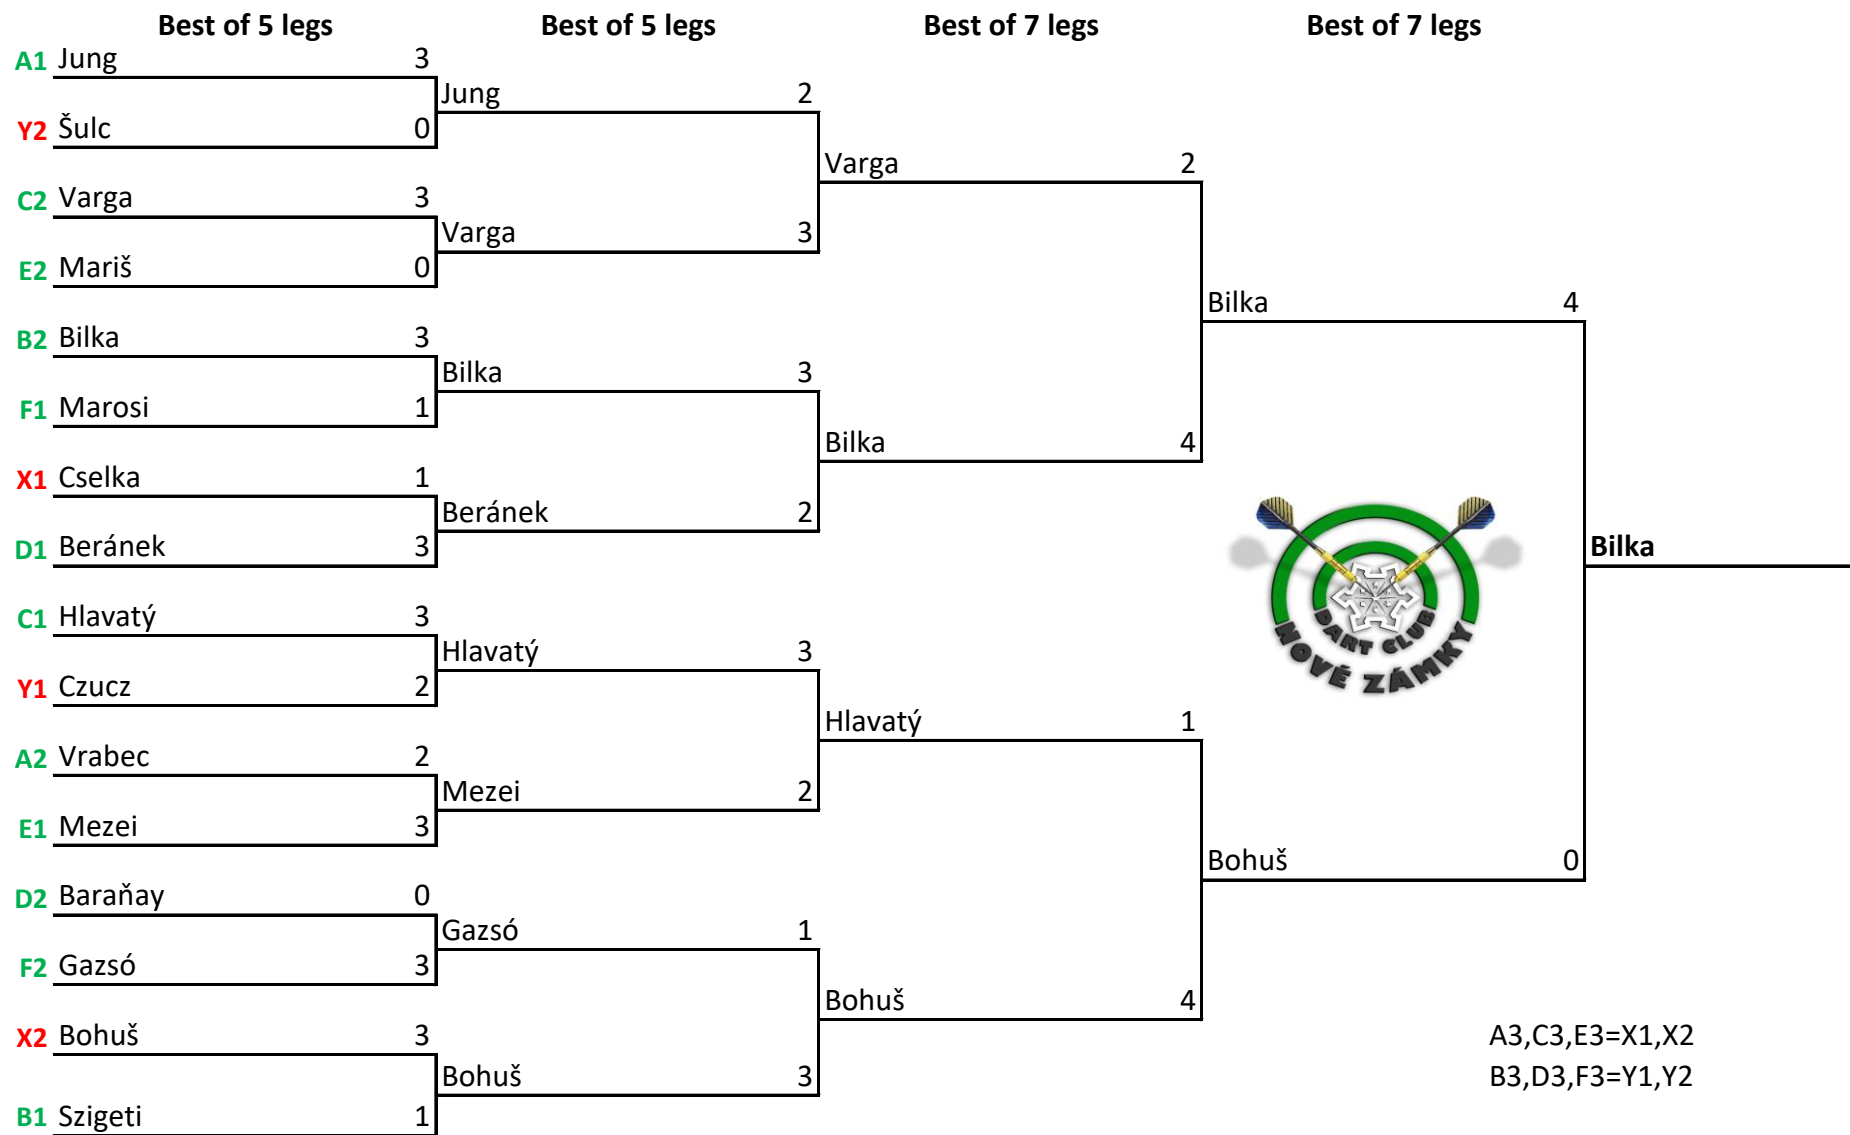 Best of 5 legs Best of 5 legs Best of 7 legs Best of 7 legs
A1 Jung 3
Jung 2
Y2 Šulc 0
Varga 2
C2 Varga 3
Varga 3
E2 Mariš 0
Bilka 4
B2 Bilka 3
Bilka 3
F1 Marosi 1
Bilka 4
X1 Cselka 1
Beránek 2
D1 Beránek 3
Bilka
C1 Hlavatý 3
DART CLUB
NOVÉ ZÁMKY
Hlavatý 3
Y1 Czucz 2
Hlavatý 1
A2 Vrabec 2
Mezei 2
E1 Mezei 3
Bohuš 0
D2 Baraňay 0
Gazsó 1
F2 Gazsó 3
Bohuš 4
X2 Bohuš 3
A3,C3,E3=X1,X2
Bohuš 3
B3,D3,F3=Y1,Y2
B1 Szigeti 1